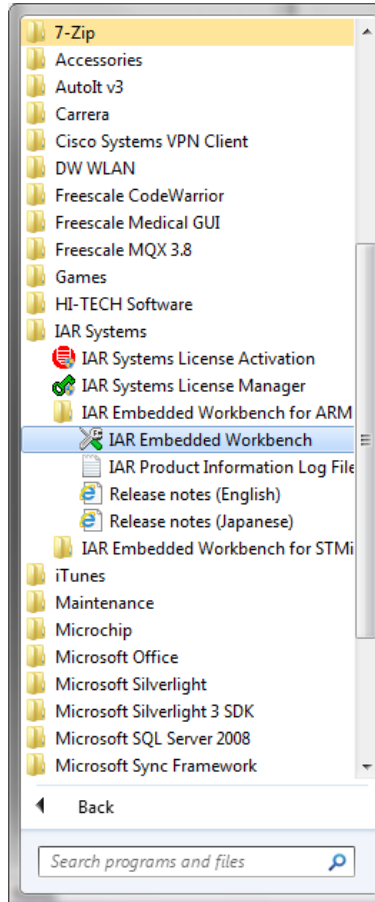 7-Zip
Accessories
AutoIt v3
Carrera
Cisco Systems VPN Client
DW WLAN
Freescale CodeWarrior
Freescale Medical GUI
Freescale MQX 3.8
Games
HI-TECH Software
IAR Systems
IAR Systems License Activation
IAR Systems License Manager
IAR Embedded Workbench for ARM
IAR Embedded Workbench
IAR Product Information Log File
Release notes (English)
Release notes (Japanese)
IAR Embedded Workbench for STMi
iTunes
Maintenance
Microchip
Microsoft Office
Microsoft Silverlight
Microsoft Silverlight 3 SDK
Microsoft SQL Server 2008
Microsoft Sync Framework
Back
Search programs and files